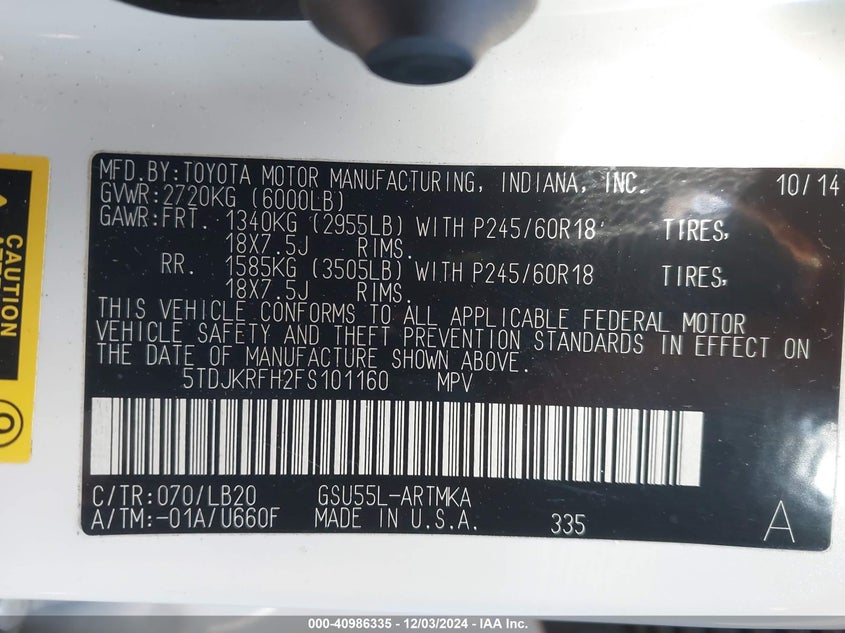 MFD.BY:TOYOTA MOTOR MANUFACTURING, INDIANA, INC. 10/14
GVWR:2720KG (6000LB)
GAWR:FRT. 1340KG (2955LB) WITH P245/60R18 TIRES,
18X7.5J RIMS.
RR. 1585KG (3505LB) WITH P245/60R18 TIRES,
18X7.5J RIMS.
THIS VEHICLE CONFORMS TO ALL APPLICABLE FEDERAL MOTOR
VEHICLE SAFETY AND THEFT PREVENTION STANDARDS IN EFFECT ON
THE DATE OF MANUFACTURE SHOWN ABOVE.
5TDJKRFH2FS101160 MPV
C/TR:070/LB20 GSU55L-ARTMKA
A/TM:-01A/U660F MADE IN U.S.A. 335 A
CAUTION
000-40986335 - 12/03/2024 - IAA Inc.